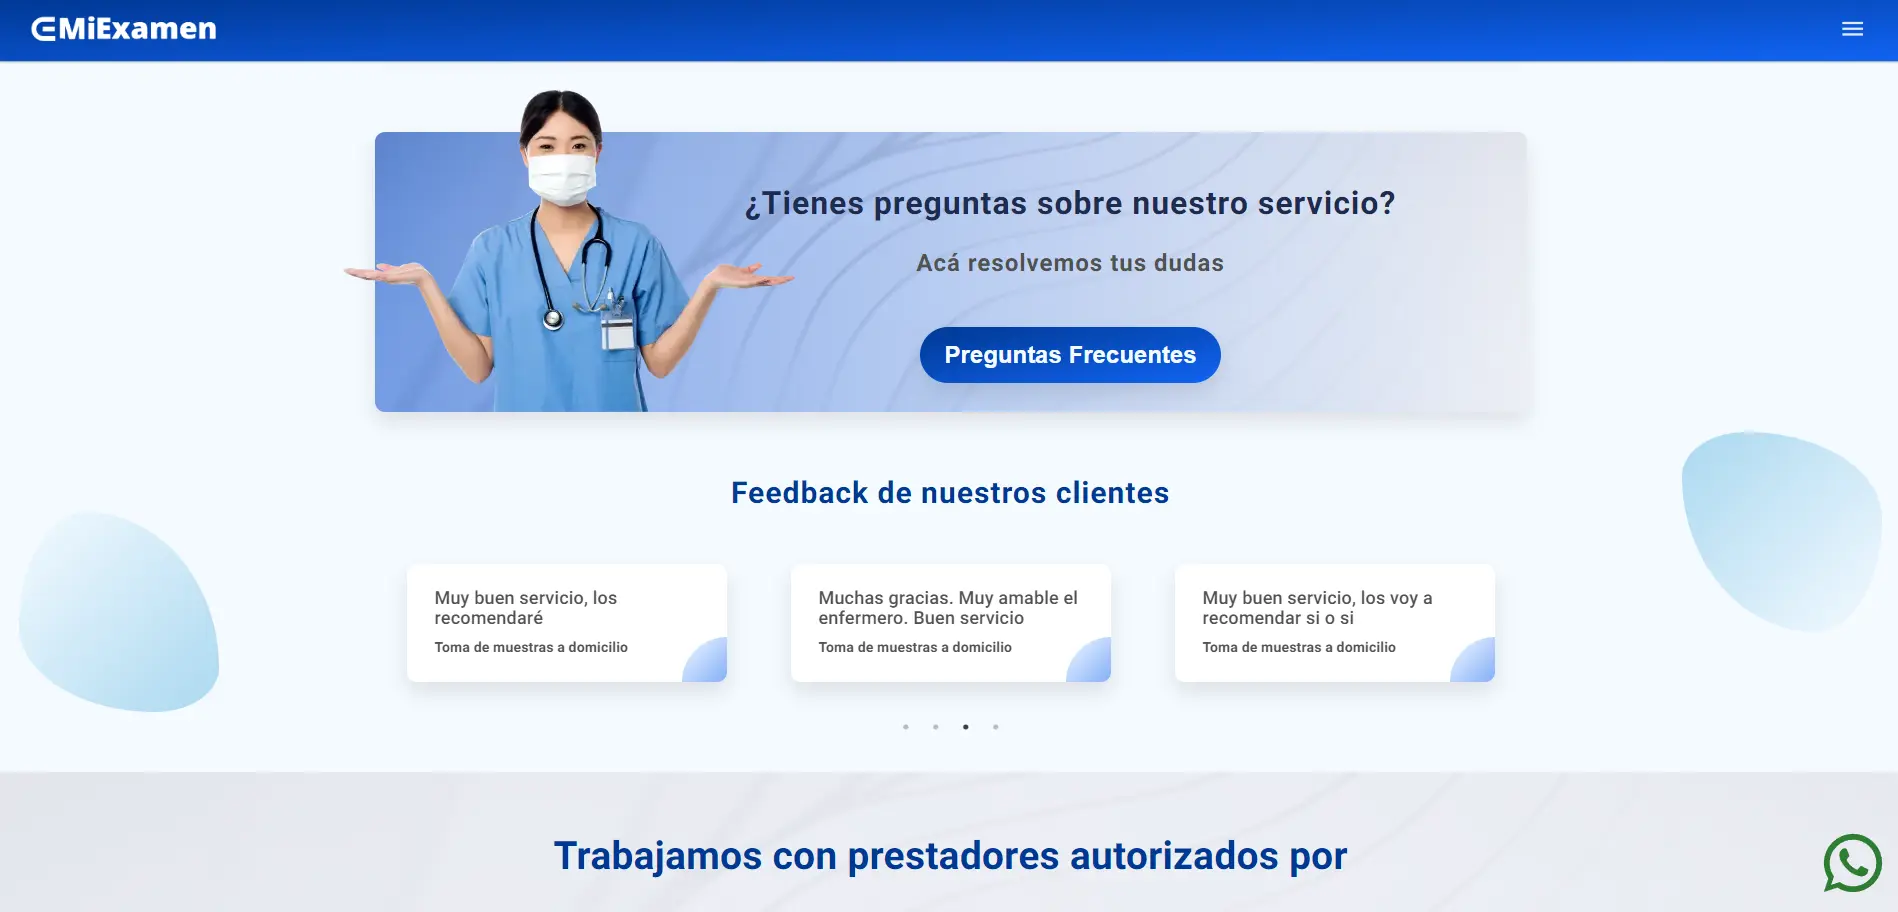 MiExamen
¿Tienes preguntas sobre nuestro servicio?
Acá resolvemos tus dudas
Preguntas Frecuentes
Feedback de nuestros clientes
Muy buen servicio, los
recomendaré
Toma de muestras a domicilio
Muchas gracias. Muy amable el
enfermero. Buen servicio
Toma de muestras a domicilio
Muy buen servicio, los voy a
recomendar si o si
Toma de muestras a domicilio
Trabajamos con prestadores autorizados por